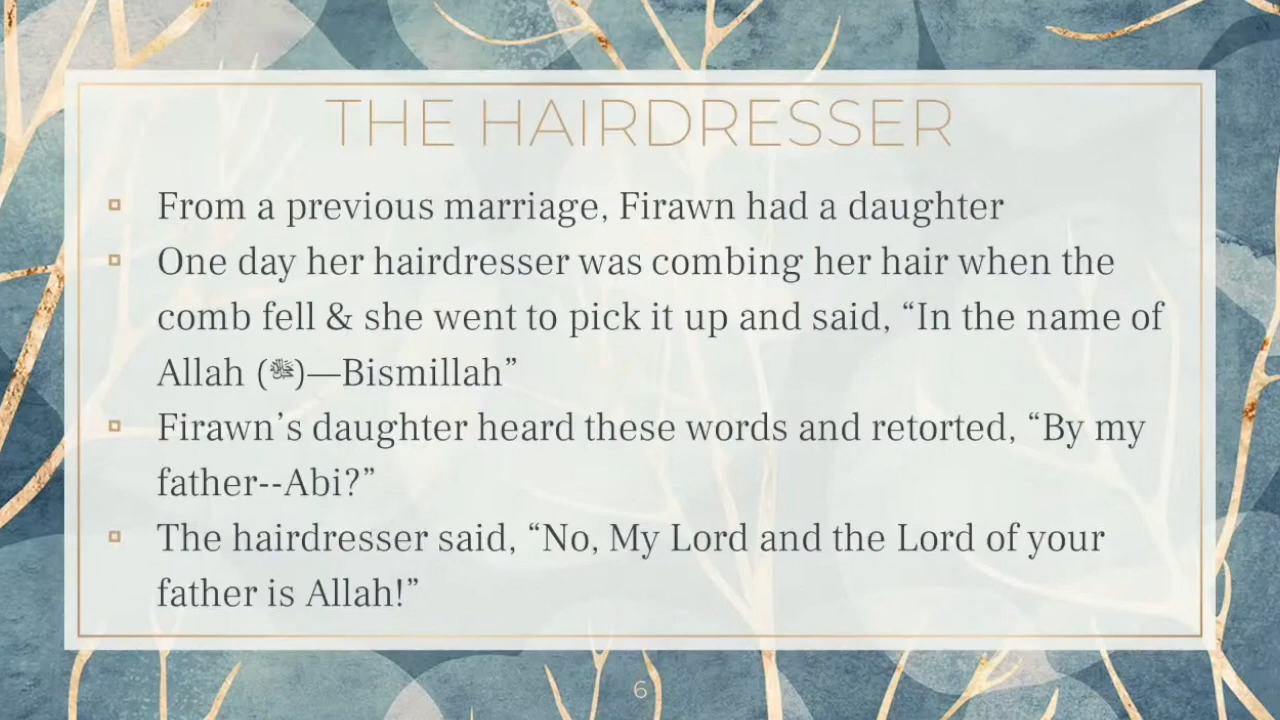 THE HAIRDRESSER
From a previous marriage, Firawn had a daughter
One day her hairdresser was combing her hair when the
comb fell & she went to pick it up and said, “In the name of
Allah (ﷻ)—Bismillah”
Firawn’s daughter heard these words and retorted, “By my
father--Abi?”
The hairdresser said, “No, My Lord and the Lord of your
father is Allah!”
6